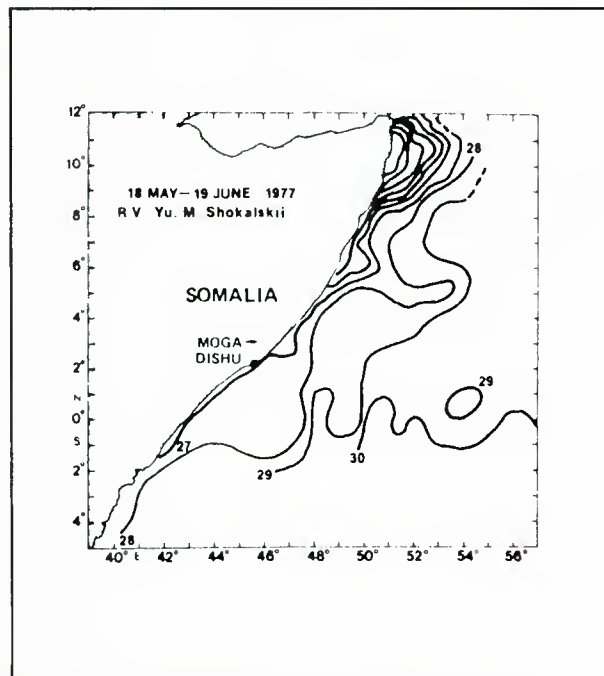 12°
10°
8°
6°
4°
2°
N
0°
S
2°
4°
18 MAY—19 JUNE 1977
R V Yu. M Shokalskii
SOMALIA
MOGA
DISHU
28
29
27
29
30
28
40° E 42° 44° 46° 48° 50° 52° 54° 56°